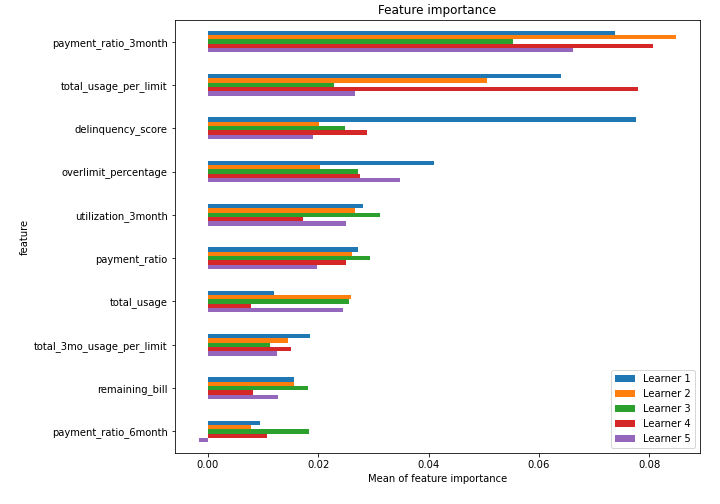 Feature importance
payment_ratio_3month
total_usage_per_limit
delinquency_score
overlimit_percentage
utilization_3month
payment_ratio
total_usage
total_3mo_usage_per_limit
remaining_bill
payment_ratio_6month
feature
Learner 1
Learner 2
Learner 3
Learner 4
Learner 5
0.00 0.02 0.04 0.06 0.08
Mean of feature importance